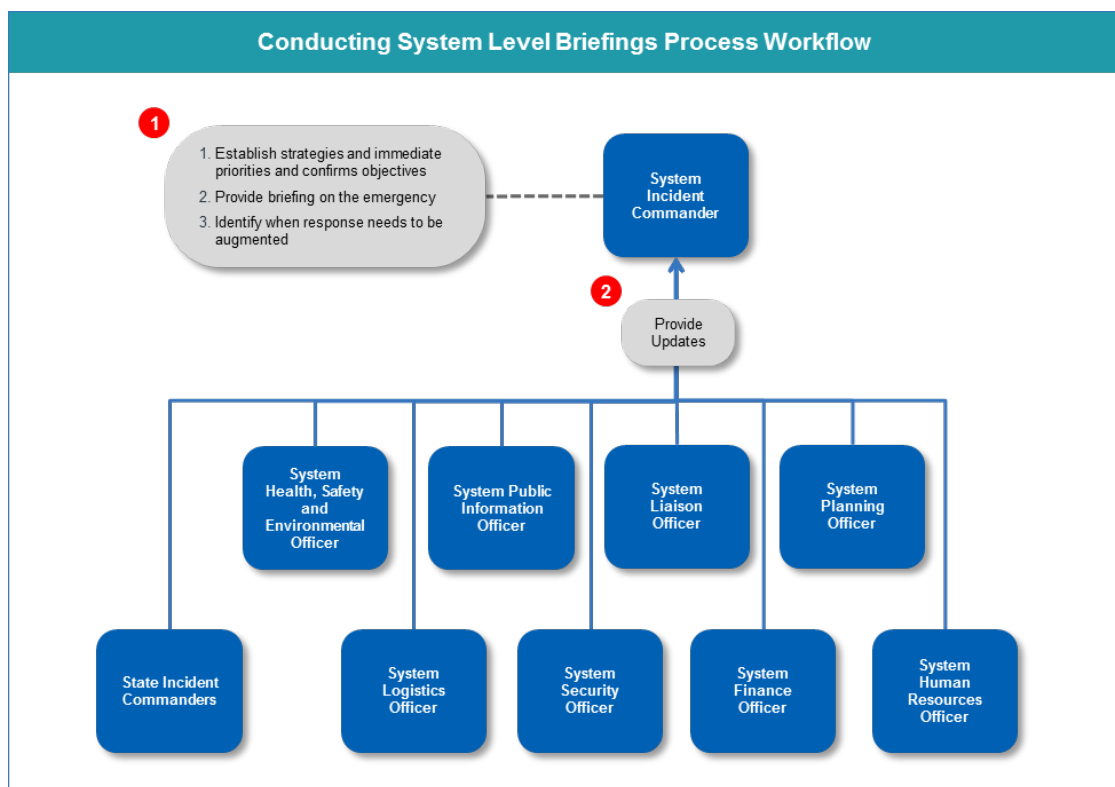 Conducting System Level Briefings Process Workflow
1
1. Establish strategies and immediate
priorities and confirms objectives
2. Provide briefing on the emergency
3. Identify when response needs to be
augmented
System
Incident
Commander
2
Provide
Updates
System
Health, Safety
and
Environmental
Officer
System Public
Information
Officer
System
Liaison
Officer
System
Planning
Officer
State Incident
Commanders
System
Logistics
Officer
System
Security
Officer
System
Finance
Officer
System
Human
Resources
Officer